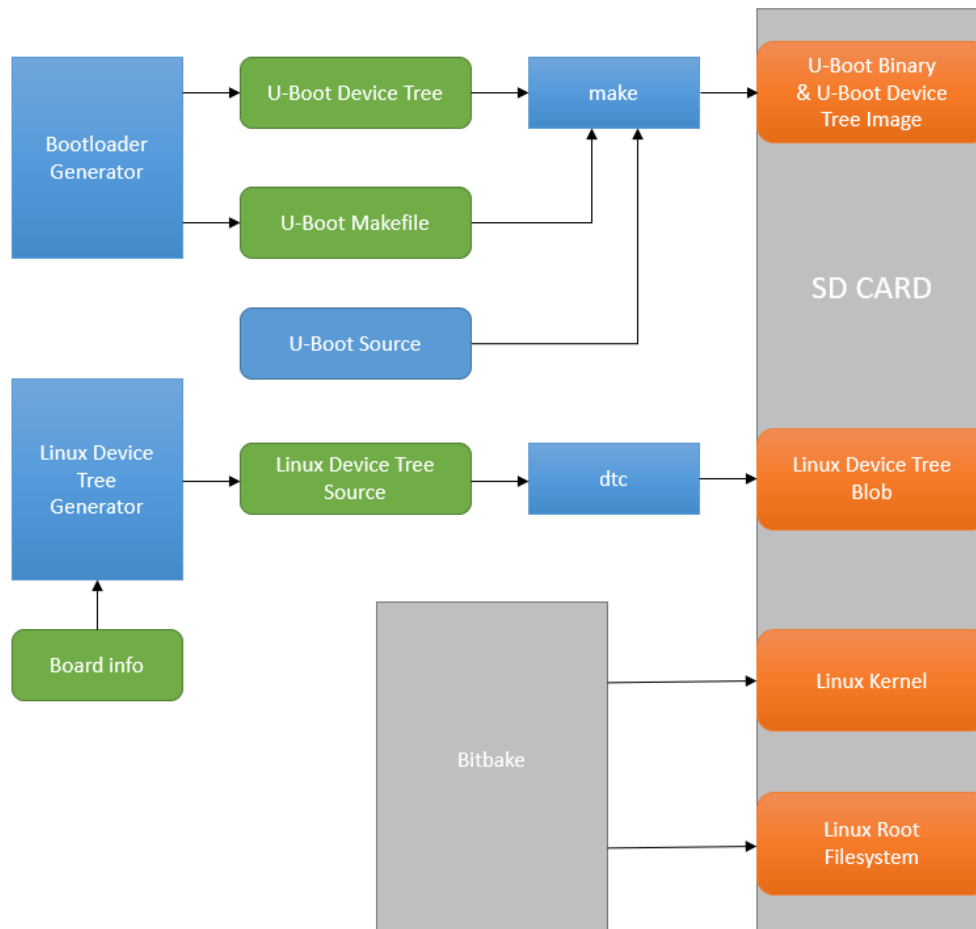 U-Boot Device Tree
make
U-Boot Binary
& U-Boot Device
Tree Image
Bootloader
Generator
U-Boot Makefile
SD CARD
U-Boot Source
Linux Device
Tree
Generator
Linux Device Tree
Source
dtc
Linux Device Tree
Blob
Board info
Linux Kernel
Bitbake
Linux Root
Filesystem